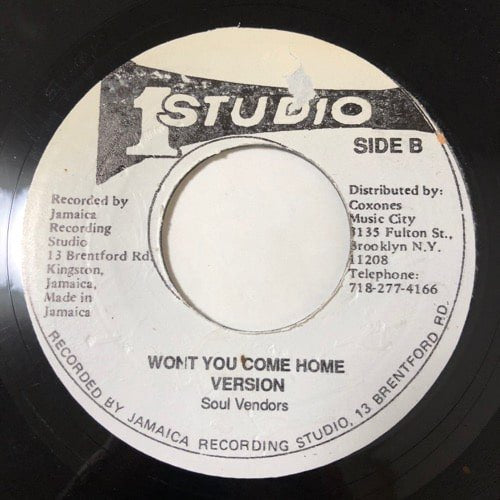 1 STUDIO
SIDE B
Recorded by
Jamaica
Recording
Studio
13 Brentford Rd.
Kingston,
Jamaica,
Made in
Jamaica
Distributed by:
Coxones
Music City
3135 Fulton St.,
Brooklyn N.Y.
11208
Telephone:
718-277-4166
WONT YOU COME HOME
VERSION
Soul Vendors
RECORDED BY JAMAICA RECORDING STUDIO, 13 BRENTFORD RD.